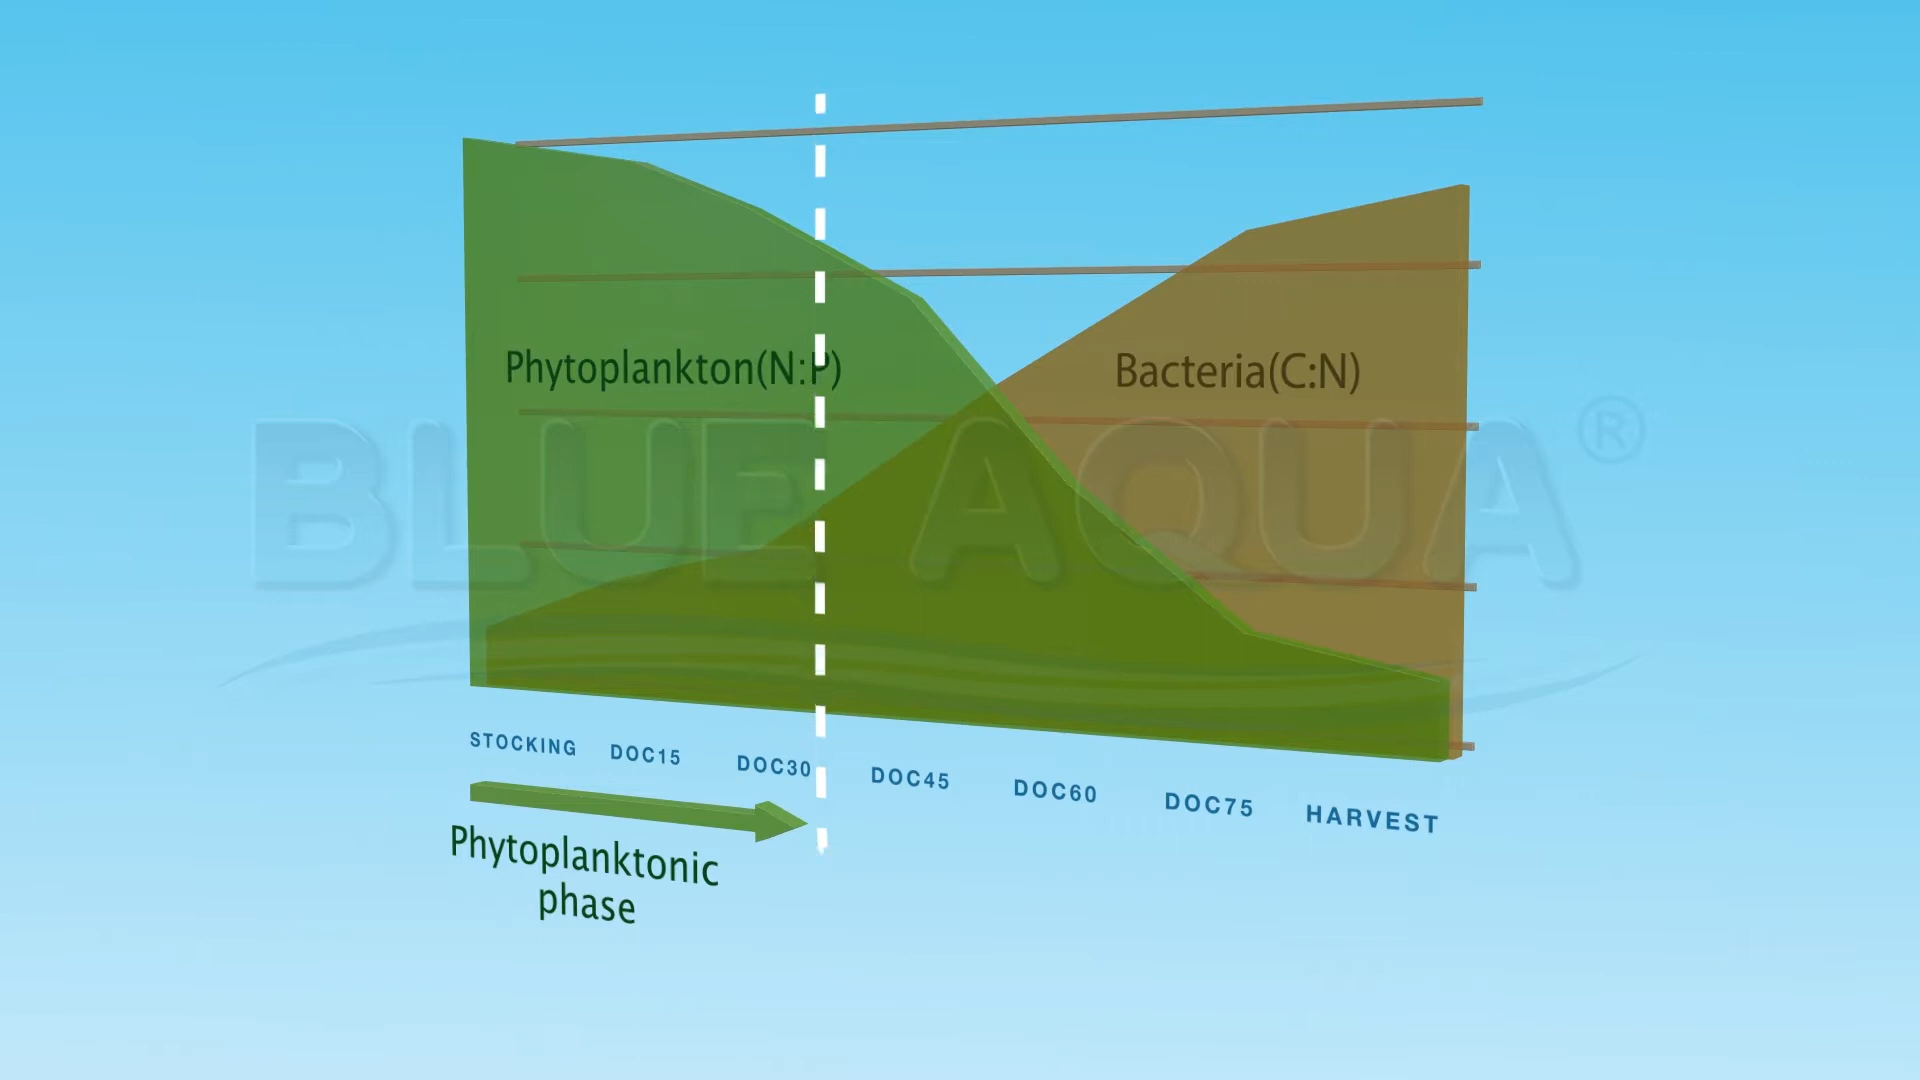 Phytoplankton(N:P)
Bacteria(C:N)
BLUE AQUA®
STOCKING DOC15 DOC30 DOC45 DOC60 DOC75 HARVEST
Phytoplanktonic
phase